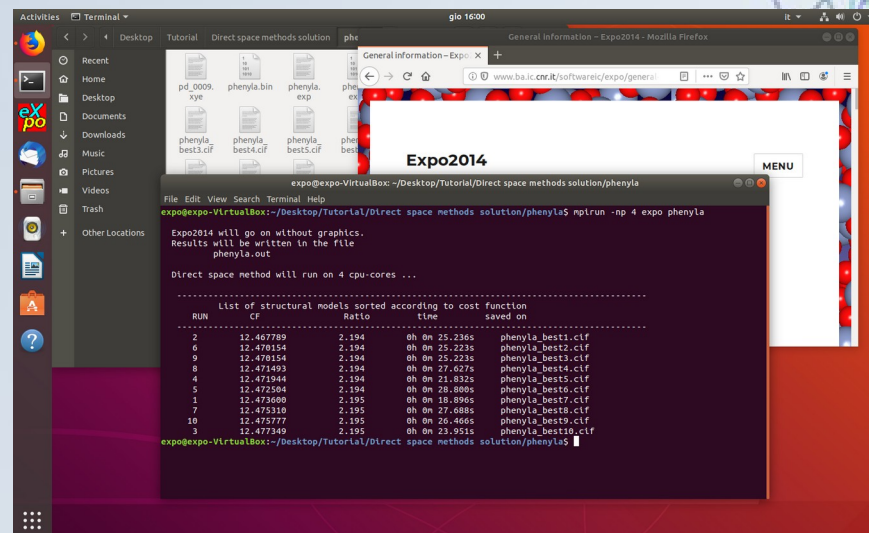 Activities Terminal gio 16:00 it
Desktop Tutorial Direct space methods solution
General Information – Expo2014 - Mozilla Firefox
General information – Expo
www.ba.ic.cnr.it/softwareic/expo/general
Recent
Home
Desktop
Documents
Downloads
Music
Pictures
Videos
Trash
Other Locations
pd_0009.
xye
phenyla.bin
phenyla.
exp
phenyla_
best3.cif
phenyla_
best4.cif
phenyla_
best5.cif
eXpo
Expo2014
MENU
expo@expo-VirtualBox: ~/Desktop/Tutorial/Direct space methods solution/phenyla
File Edit View Search Terminal Help
expo@expo-VirtualBox:~/Desktop/Tutorial/Direct space methods solution/phenyla$ mpirun -np 4 expo phenyla
Expo2014 will go on without graphics.
Results will be written in the file
phenyla.out
Direct space method will run on 4 cpu-cores ...
List of structural models sorted according to cost function
RUN CF Ratio time saved on
2 12.467789 2.194 0h 0m 25.236s phenyla_best1.cif
6 12.470154 2.194 0h 0m 25.223s phenyla_best2.cif
9 12.470154 2.194 0h 0m 25.223s phenyla_best3.cif
8 12.471493 2.194 0h 0m 27.627s phenyla_best4.cif
4 12.471944 2.194 0h 0m 21.832s phenyla_best5.cif
5 12.472504 2.194 0h 0m 28.800s phenyla_best6.cif
1 12.473600 2.195 0h 0m 18.896s phenyla_best7.cif
7 12.475310 2.195 0h 0m 27.688s phenyla_best8.cif
10 12.475777 2.195 0h 0m 26.466s phenyla_best9.cif
3 12.477349 2.195 0h 0m 23.951s phenyla_best10.cif
expo@expo-VirtualBox:~/Desktop/Tutorial/Direct space methods solution/phenyla$